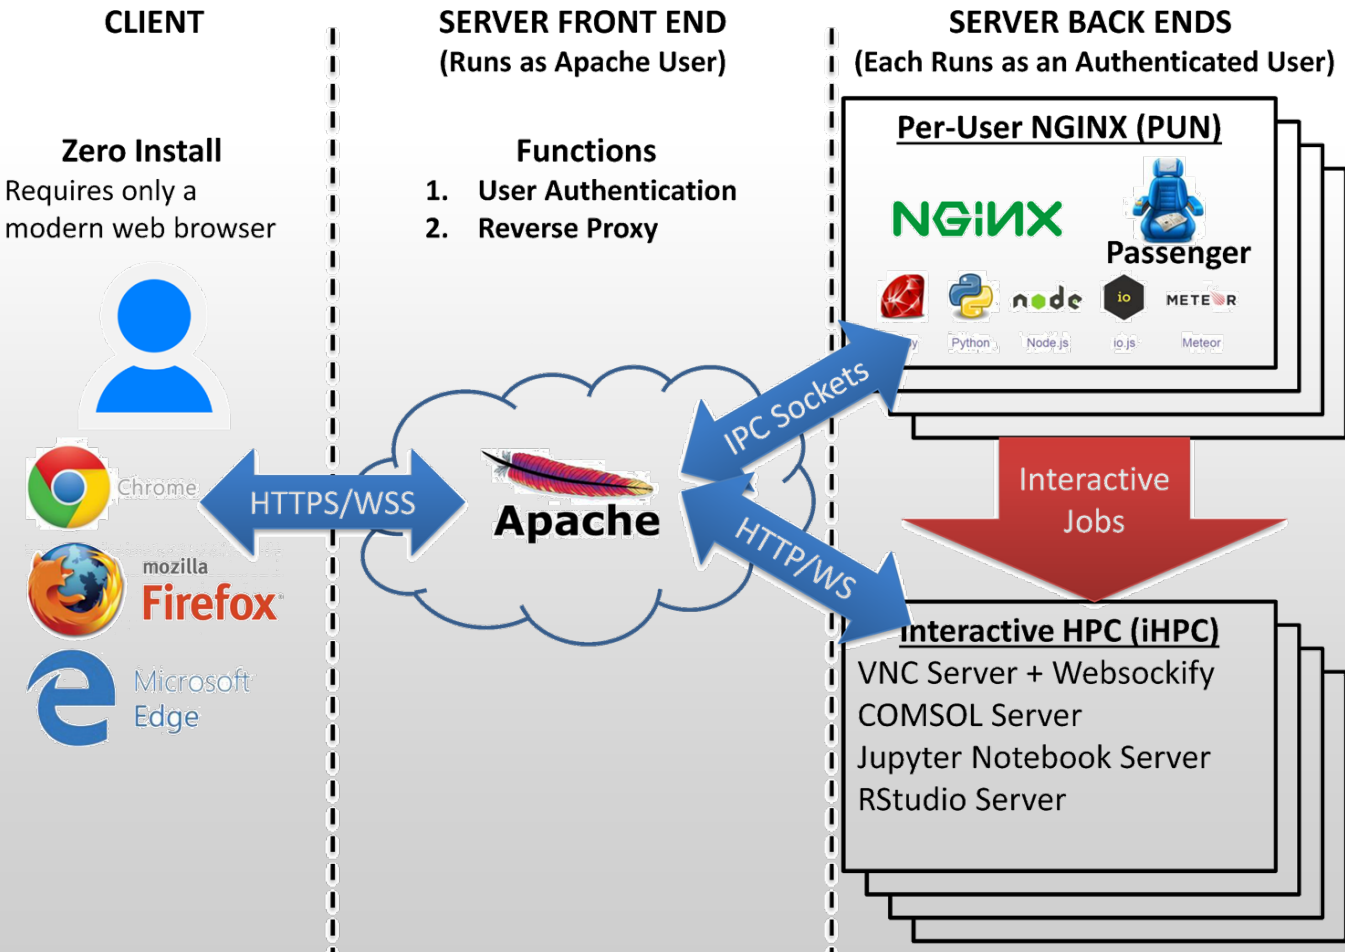 CLIENT
Zero Install
Requires only a
modern web browser
Chrome
mozilla
Firefox
Microsoft
Edge
HTTPS/WSS
SERVER FRONT END
(Runs as Apache User)
Functions
1. User Authentication
2. Reverse Proxy
Apache
IPC Sockets
HTTP/WS
SERVER BACK ENDS
(Each Runs as an Authenticated User)
Per-User NGINX (PUN)
NGINX
Passenger
node
io
METEOR
Python
Node.js
io.js
Meteor
Interactive
Jobs
Interactive HPC (iHPC)
VNC Server + Websockify
COMSOL Server
Jupyter Notebook Server
RStudio Server